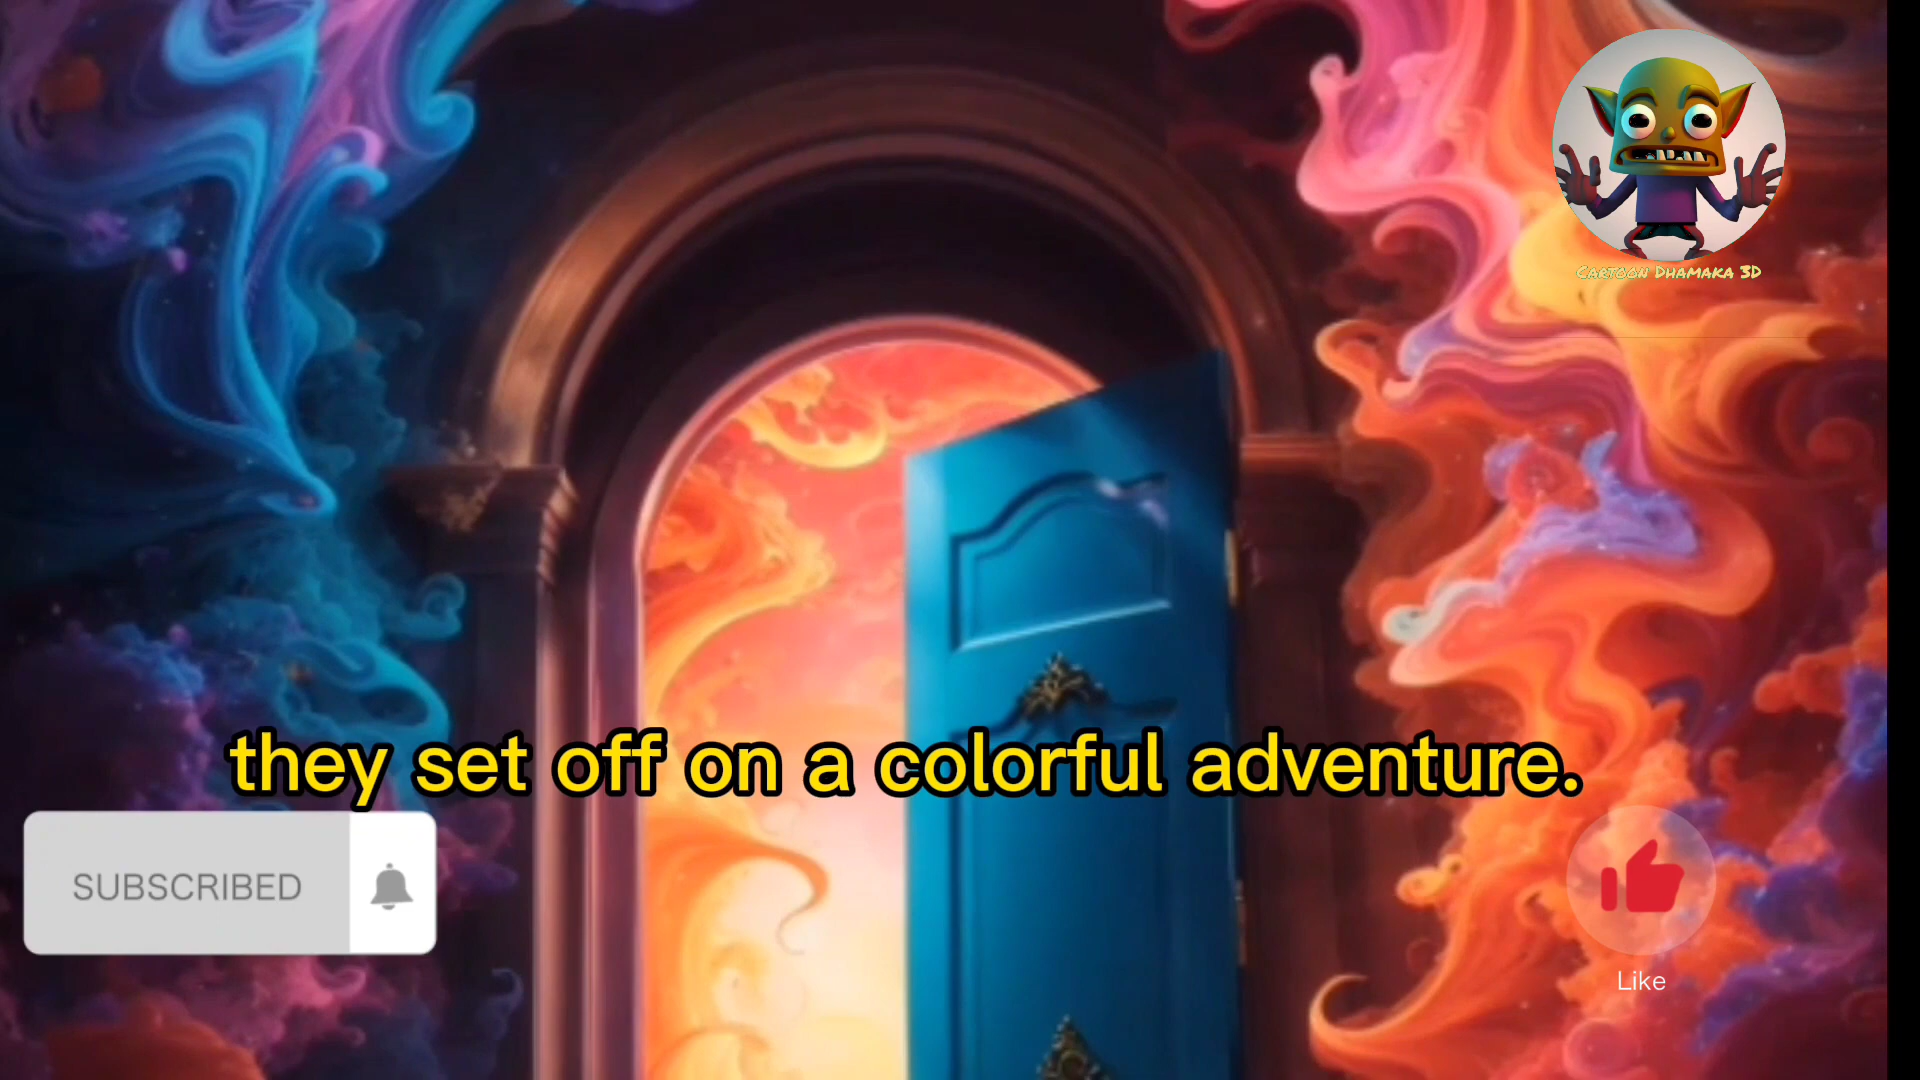 Cartoon Dhamaka 3D
they set off on a colorful adventure.
SUBSCRIBED
Like